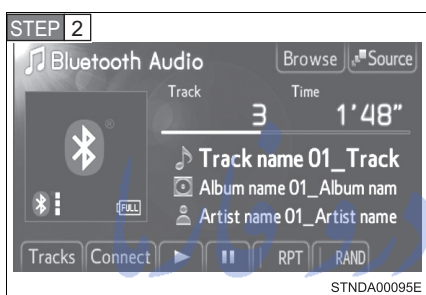 STEP 2
Bluetooth Audio Browse Source
Track Time
3 1'48"
Track name 01_Track
Album name 01_Album nam
Artist name 01_Artist name
FULL
Tracks Connect RPT RAND
STNDA00095E